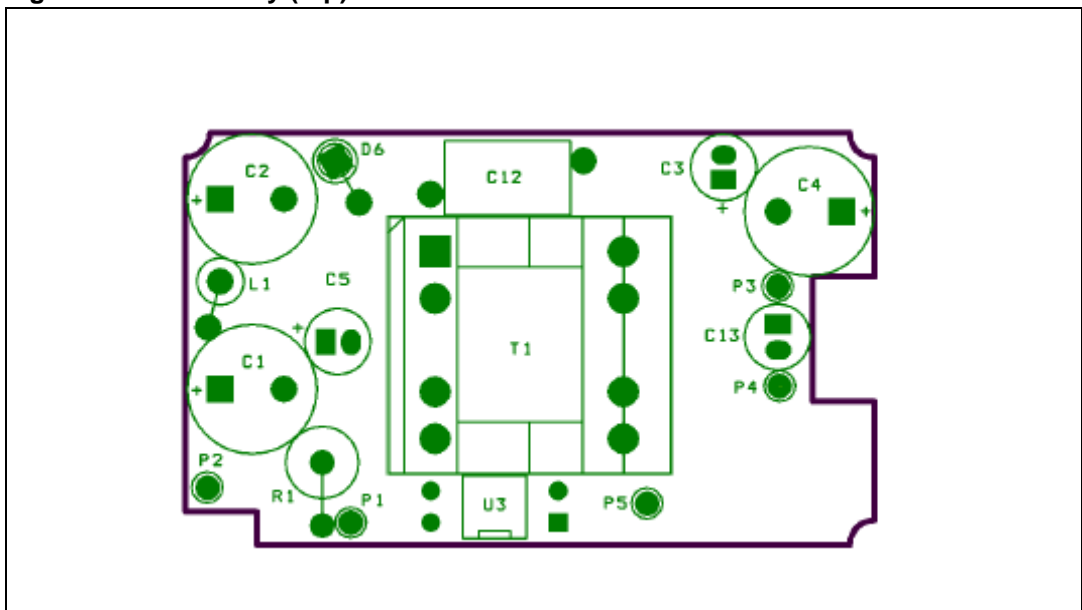 D6
C2
C12
C3
C4
+
+
+
L1
C5
P3
+
C13
T1
C1
P4
+
P2
R1
P1
U3
P5